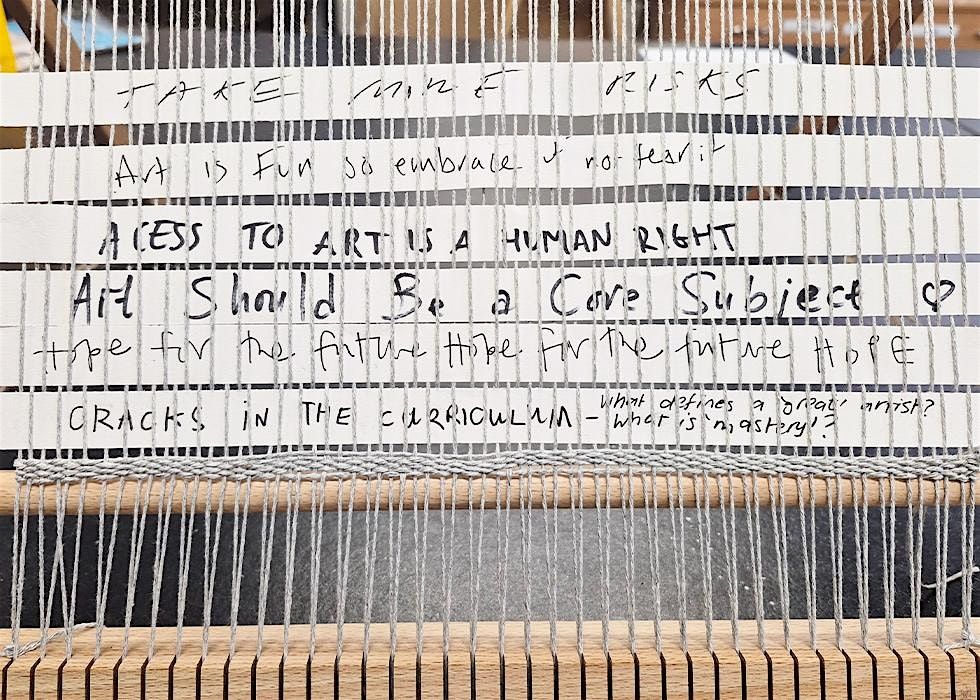 TAKE MORE RISKS
Art is Fun so embrace & not fear it
ACESS TO ART IS A HUMAN RIGHT
Art Should Be a Core Subject ♡
Hope for the future Hope for the future HOPE
CRACKS iN THE CURRICULUM – what defines a great artist?
what is 'mastery'?